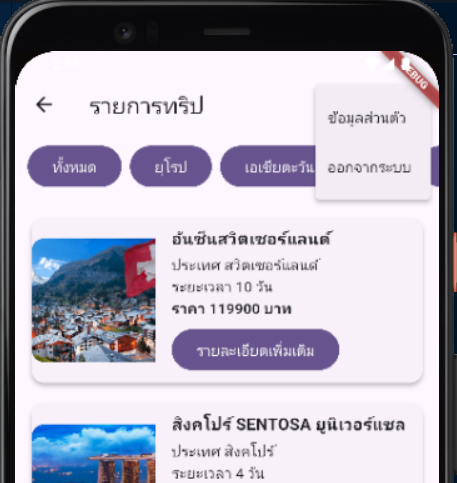 DEBUG
รายการทริป
ข้อมูลส่วนตัว
ออกจากระบบ
ทั้งหมด
ยุโรป
เอเชียตะวัน
อันซีนสวิตเซอร์แลนด์
ประเทศ สวิตเซอร์แลนด์
ระยะเวลา 10 วัน
ราคา 119900 บาท
รายละเอียดเพิ่มเติม
สิงคโปร์ SENTOSA ยูนิเวอร์แซล
ประเทศ สิงคโปร์
ระยะเวลา 4 วัน